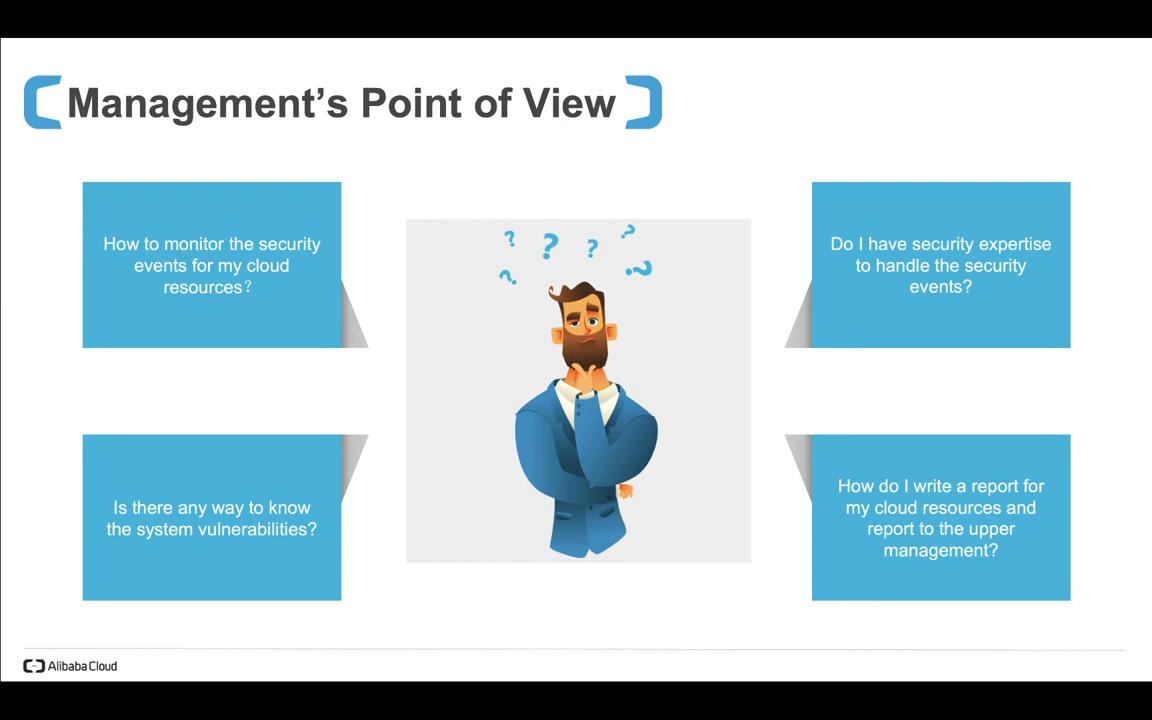 Management’s Point of View
How to monitor the security
events for my cloud
resources？
Do I have security expertise
to handle the security
events?
Is there any way to know
the system vulnerabilities?
How do I write a report for
my cloud resources and
report to the upper
management?
? ? ? ? ? ?
Alibaba Cloud